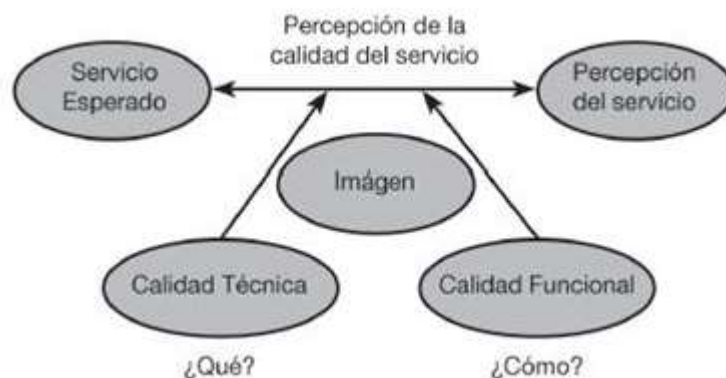 Percepción de la
calidad del servicio
Servicio
Esperado
Percepción
del servicio
Imágen
Calidad Técnica
Calidad Funcional
¿Qué?
¿Cómo?